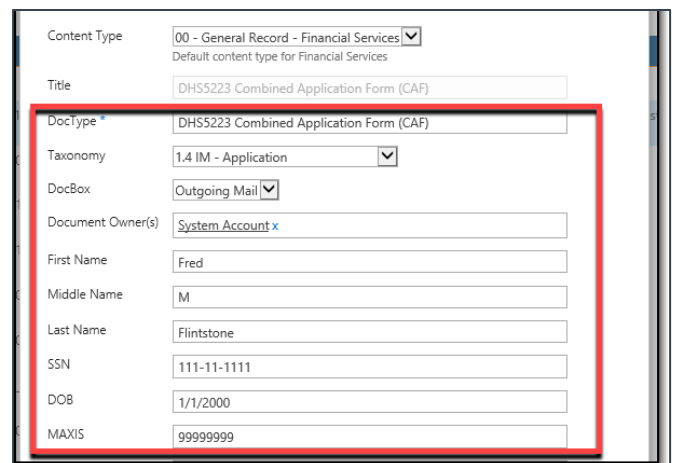 Content Type 00 - General Record - Financial Services
Default content type for Financial Services
Title DHS5223 Combined Application Form (CAF)
DocType * DHS5223 Combined Application Form (CAF)
Taxonomy 1.4 IM - Application
DocBox Outgoing Mail
Document Owner(s) System Account x
First Name Fred
Middle Name M
Last Name Flintstone
SSN 111-11-1111
DOB 1/1/2000
MAXIS 99999999